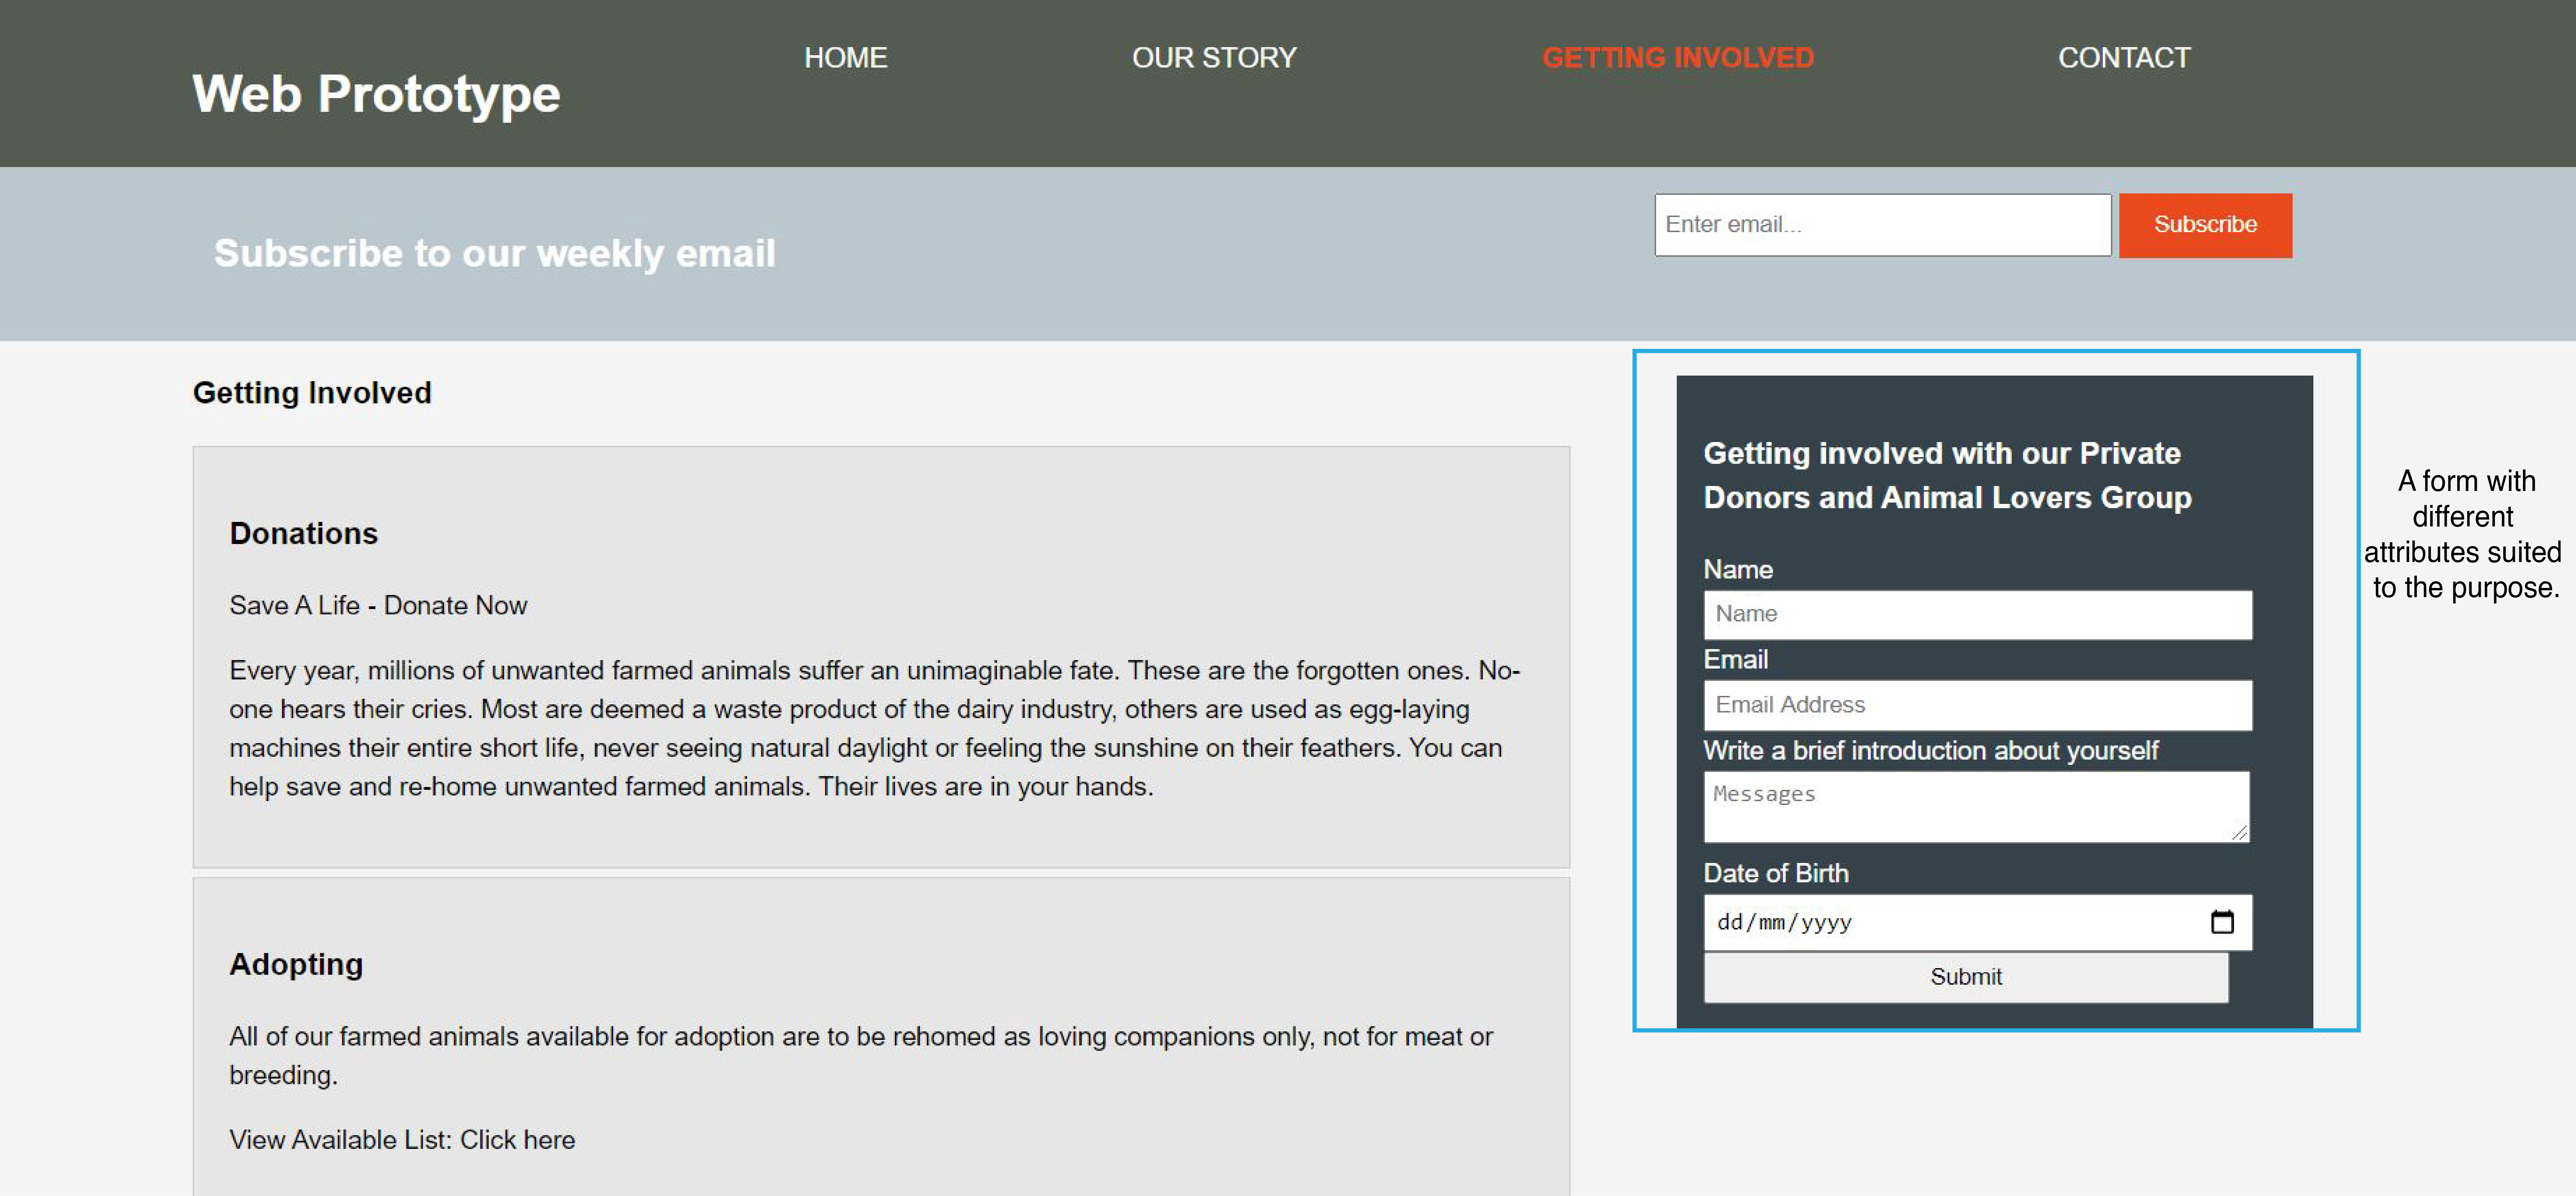 Web Prototype
HOME
OUR STORY
GETTING INVOLVED
CONTACT
Subscribe to our weekly email
Enter email...
Subscribe
Getting Involved
Donations
Save A Life - Donate Now
Every year, millions of unwanted farmed animals suffer an unimaginable fate. These are the forgotten ones. No-
one hears their cries. Most are deemed a waste product of the dairy industry, others are used as egg-laying
machines their entire short life, never seeing natural daylight or feeling the sunshine on their feathers. You can
help save and re-home unwanted farmed animals. Their lives are in your hands.
Adopting
All of our farmed animals available for adoption are to be rehomed as loving companions only, not for meat or
breeding.
View Available List: Click here
Getting involved with our Private
Donors and Animal Lovers Group
Name
Name
Email
Email Address
Write a brief introduction about yourself
Messages
Date of Birth
dd/mm/yyyy
Submit
A form with
different
attributes suited
to the purpose.